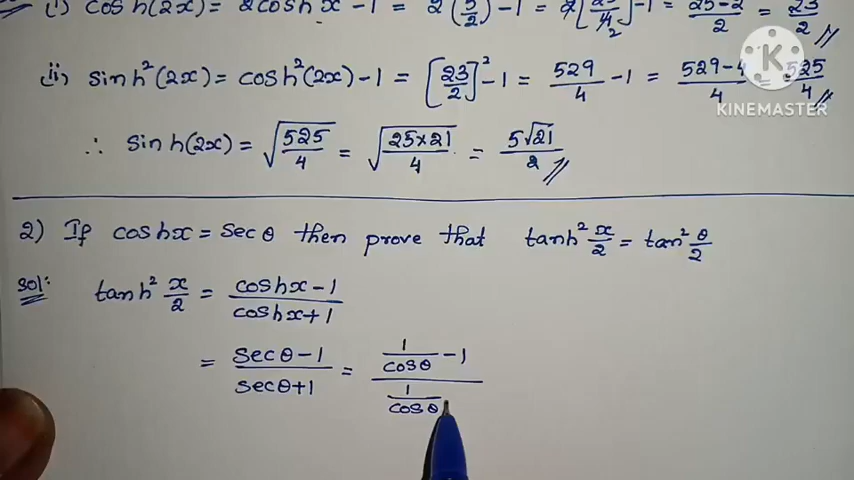 (i) cosh(2x) = 2cosh²x - 1 = 2(5/2) - 1 = 2[25/4₂] - 1 = 25-2/2 = 23/2 //
(ii) sinh²(2x) = cosh²(2x) - 1 = [23/2]² - 1 = 529/4 - 1 = 529-4/4 525/4 //
KINEMASTER
∴ sinh(2x) = √525/4 = √25×21/4 = 5√21/2 //
2) If coshx = secθ then prove that tanh² x/2 = tan² θ/2
Sol: tanh² x/2 = coshx - 1/coshx + 1
= secθ - 1/secθ + 1 = 1/cosθ - 1/1/cosθ